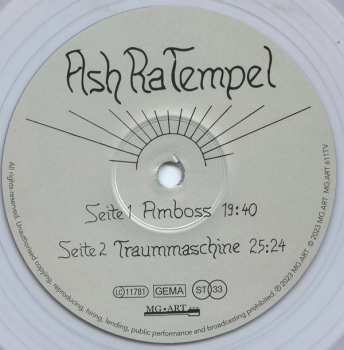 Ash Ra Tempel
Seite 1 Amboss 19:40
Seite 2 Traummaschine 25:24
LC 11781 GEMA ST 33
MG•ART
All rights reserved. Unauthorised copying, reproducing, hiring, lending, public performance and broadcasting prohibited. ℗ 2023 MG.ART © 2023 MG.ART MG.ART 611TV